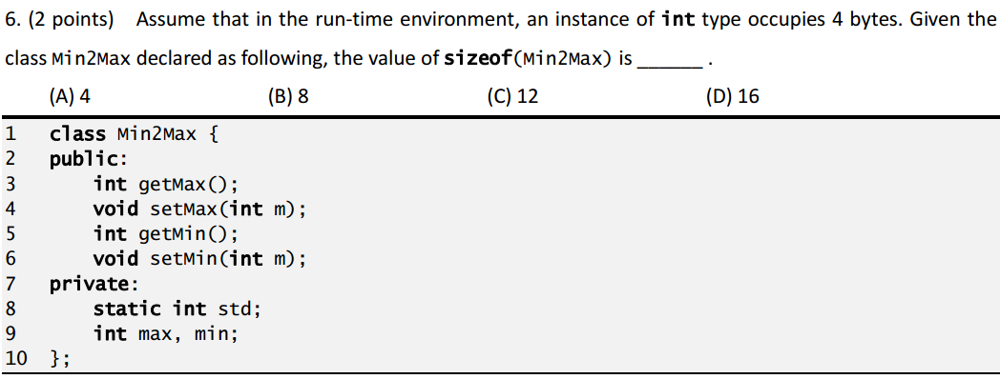 6. (2 points) Assume that in the run-time environment, an instance of int type occupies 4 bytes. Given the
class Min2Max declared as following, the value of sizeof(Min2Max) is ______ .
(A) 4 (B) 8 (C) 12 (D) 16
1 class Min2Max {
2 public:
3 int getMax();
4 void setMax(int m);
5 int getMin();
6 void setMin(int m);
7 private:
8 static int std;
9 int max, min;
10 };